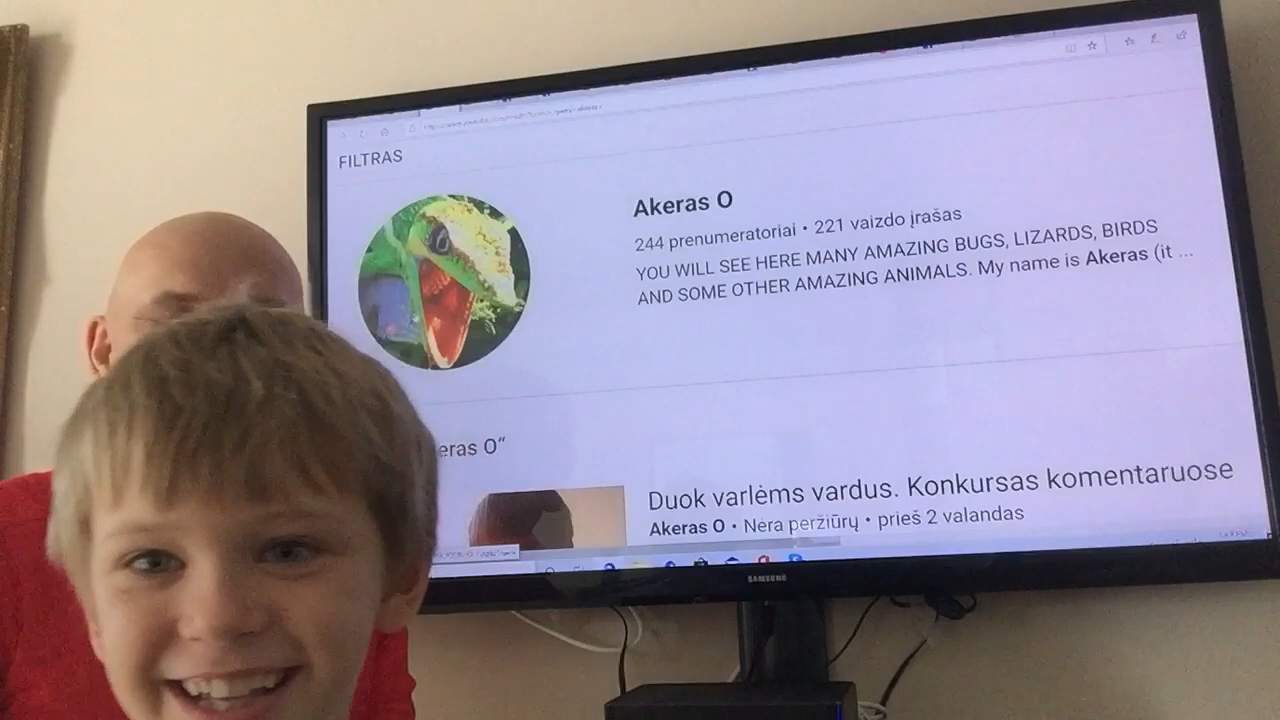 FILTRAS
Akeras O
244 prenumeratoriai • 221 vaizdo įrašas
YOU WILL SEE HERE MANY AMAZING BUGS, LIZARDS, BIRDS
AND SOME OTHER AMAZING ANIMALS. My name is Akeras (it ...
eras O“
Duok varlėms vardus. Konkursas komentaruose
Akeras O • Nėra peržiūrų • prieš 2 valandas
SAMSUNG